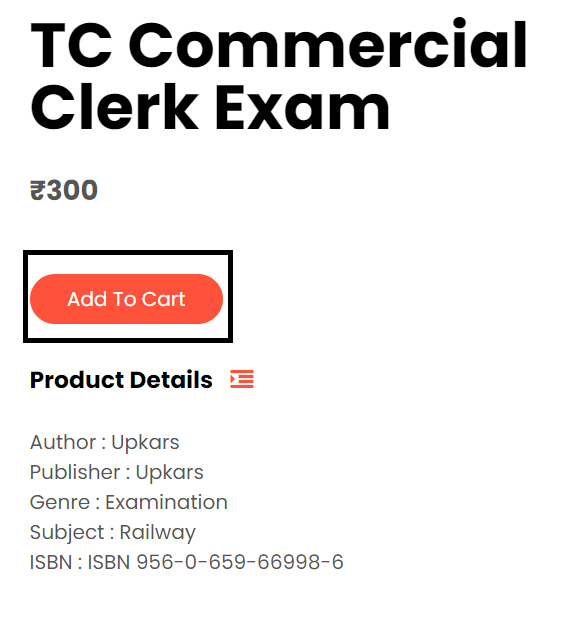 TC Commercial
Clerk Exam
₹300
Add To Cart
Product Details
Author : Upkars
Publisher : Upkars
Genre : Examination
Subject : Railway
ISBN : ISBN 956-0-659-66998-6